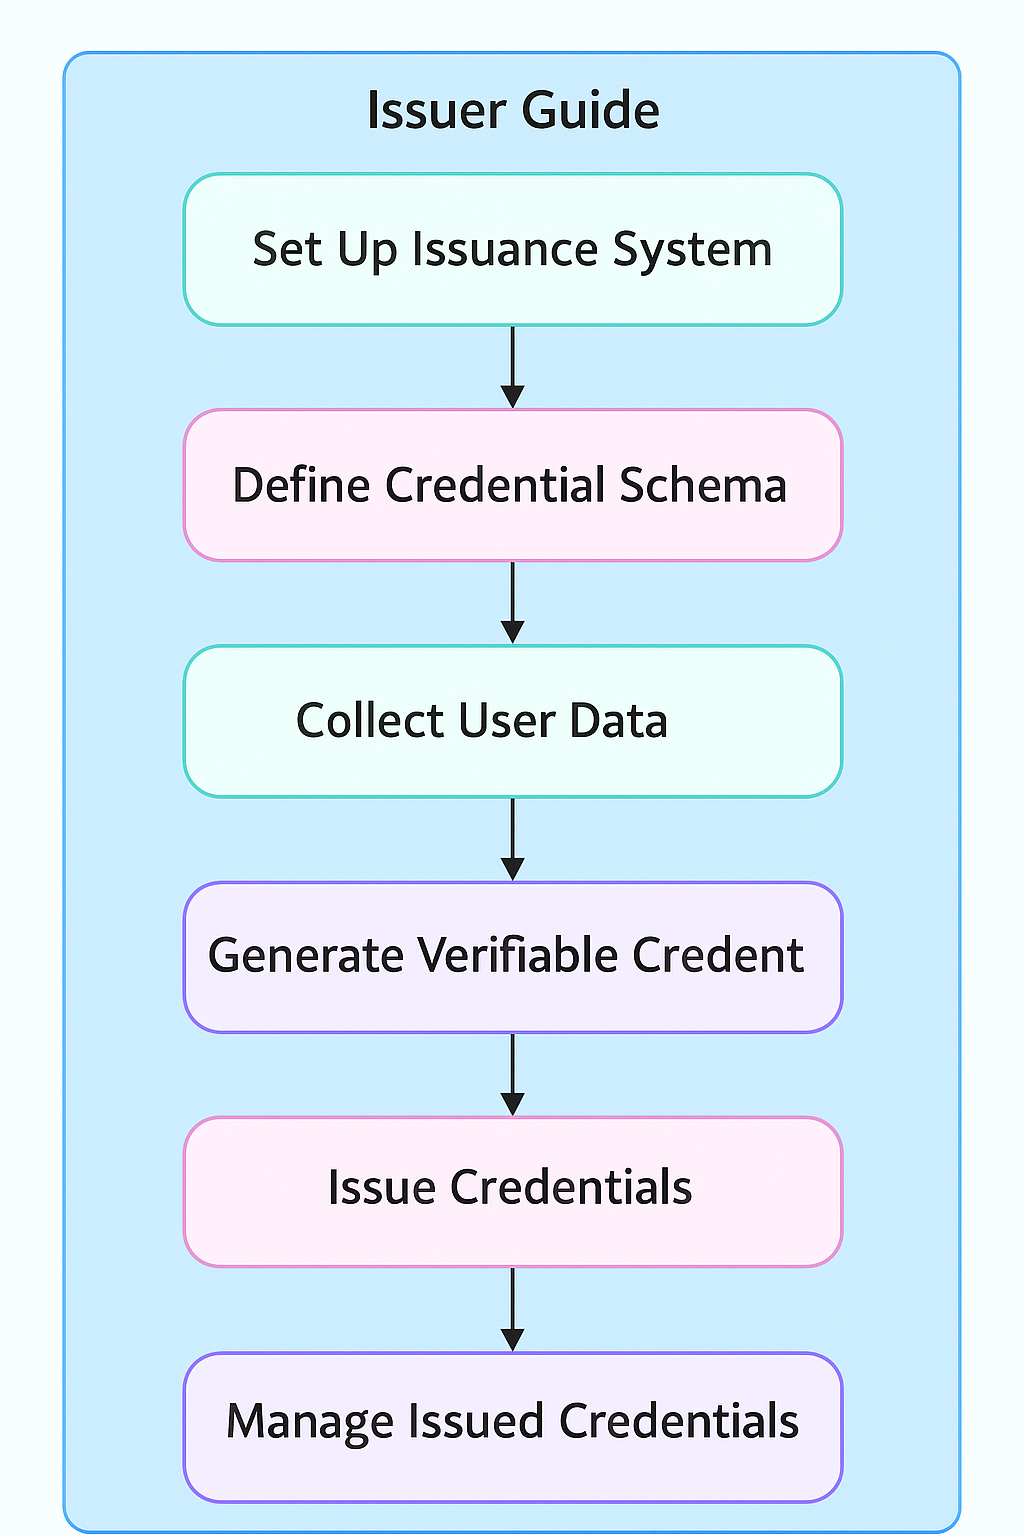 Issuer Guide
Set Up Issuance System
Define Credential Schema
Collect User Data
Generate Verifiable Credent
Issue Credentials
Manage Issued Credentials